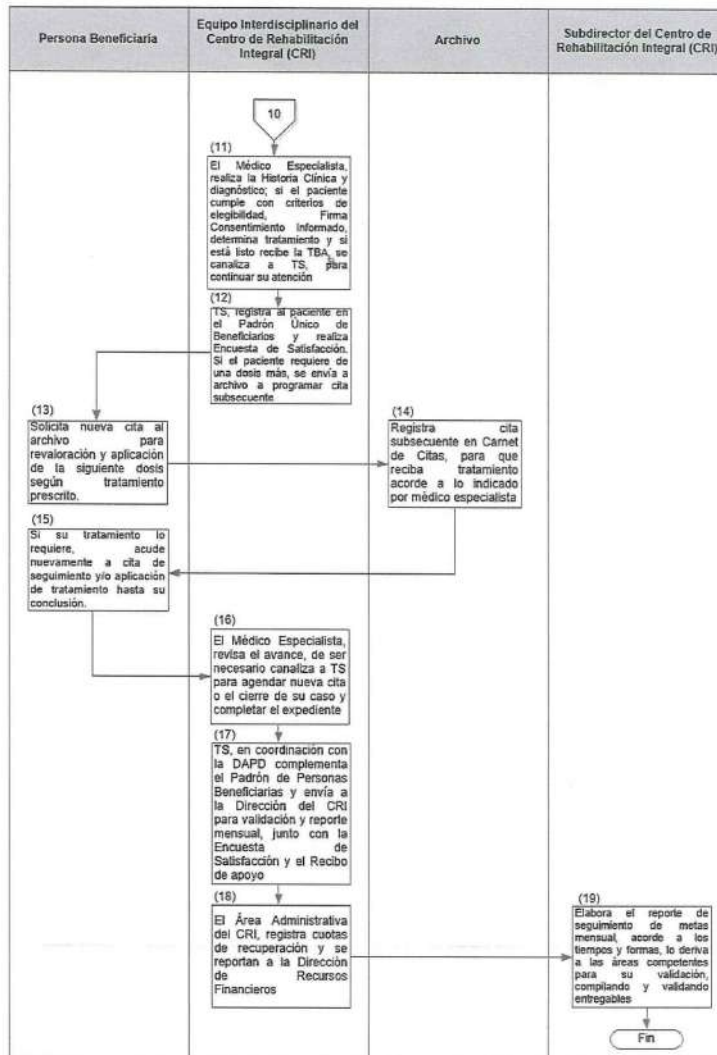 Persona Beneficiaria
Equipo Interdisciplinario del
Centro de Rehabilitación
Integral (CRI)
Archivo
Subdirector del Centro de
Rehabilitación Integral (CRI)
10
(11)
El Médico Especialista,
realiza la Historia Clínica y
diagnóstico; si el paciente
cumple con criterios de
elegibilidad, Firma
Consentimiento Informado,
determina tratamiento y si
está listo recibe la TBA, se
canaliza a TS, para
continuar su atención
(12)
TS, registra al paciente en
el Padrón Único de
Beneficiarios y realiza
Encuesta de Satisfacción.
Si el paciente requiere de
una dosis más, se envía a
archivo a programar cita
subsecuente
(13)
Solicita nueva cita al
archivo para
revaloración y aplicación
de la siguiente dosis
según tratamiento
prescrito.
(14)
Registra cita
subsecuente en Carnet
de Citas, para que
reciba tratamiento
acorde a lo indicado
por médico especialista
(15)
Si su tratamiento lo
requiere, acude
nuevamente a cita de
seguimiento y/o aplicación
de tratamiento hasta su
conclusión.
(16)
El Médico Especialista,
revisa el avance, de ser
necesario canaliza a TS
para agendar nueva cita
o el cierre de su caso y
completar el expediente
(17)
TS, en coordinación con
la DAPD complementa
el Padrón de Personas
Beneficiarias y envía a
la Dirección del CRI
para validación y reporte
mensual, junto con la
Encuesta de
Satisfacción y el Recibo
de apoyo
(18)
El Área Administrativa
del CRI, registra cuotas
de recuperación y se
reportan a la Dirección
de Recursos
Financieros
(19)
Elabora el reporte de
seguimiento de metas
mensual, acorde a los
tiempos y formas, lo deriva
a las áreas competentes
para su validación,
compilando y validando
entregables
Fin